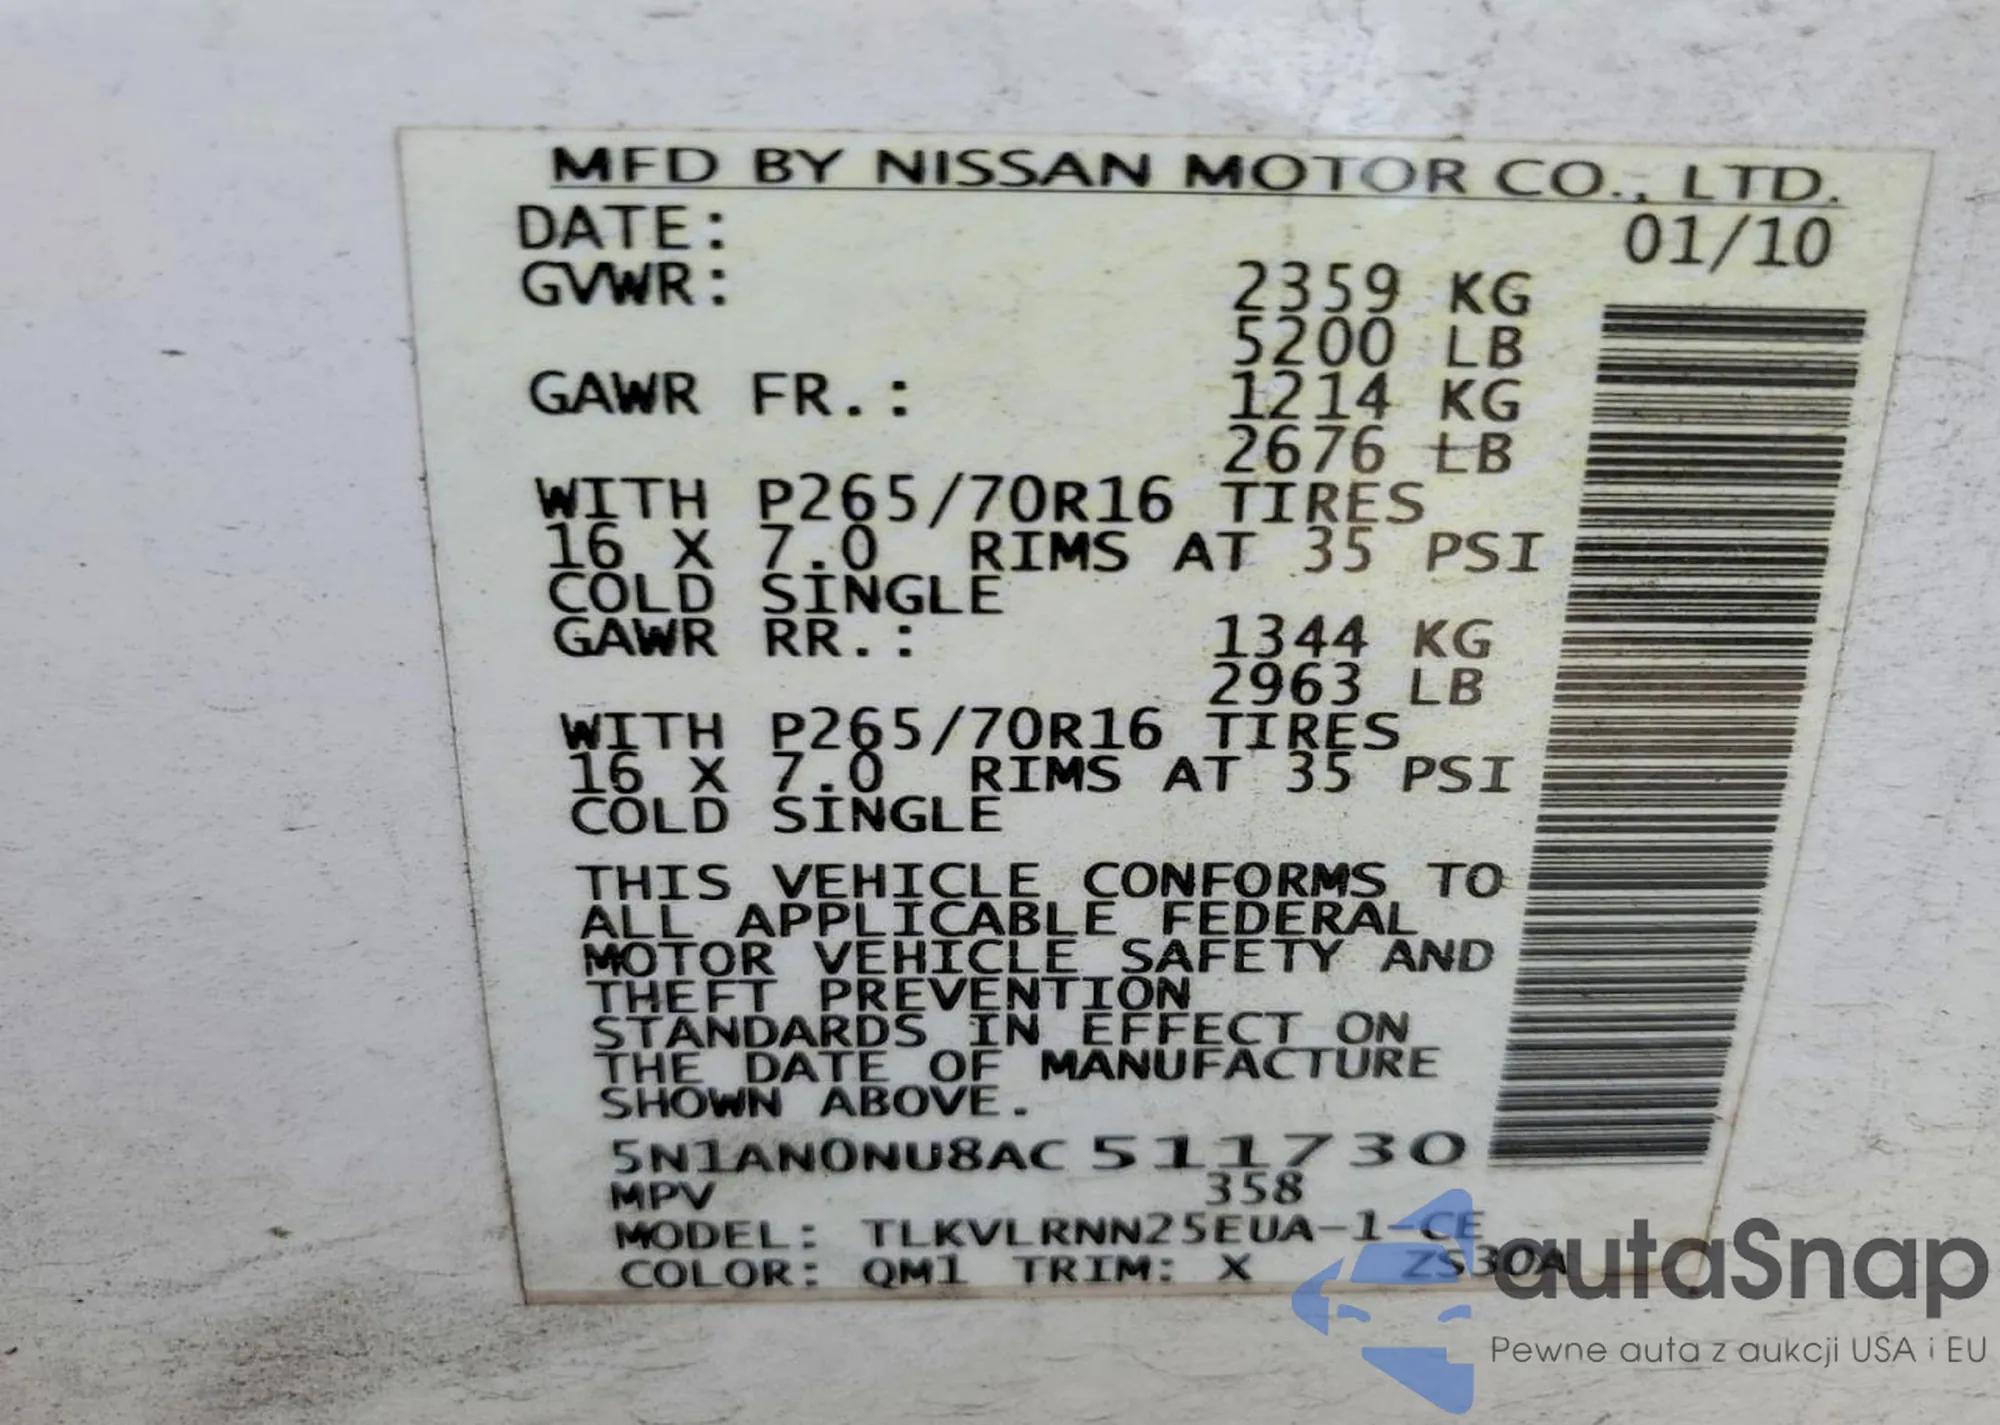 MFD BY NISSAN MOTOR CO., LTD.
DATE: 01/10
GVWR: 2359 KG
5200 LB
GAWR FR.: 1214 KG
2676 LB
WITH P265/70R16 TIRES
16 X 7.0 RIMS AT 35 PSI
COLD SINGLE
GAWR RR.: 1344 KG
2963 LB
WITH P265/70R16 TIRES
16 X 7.0 RIMS AT 35 PSI
COLD SINGLE
THIS VEHICLE CONFORMS TO
ALL APPLICABLE FEDERAL
MOTOR VEHICLE SAFETY AND
THEFT PREVENTION
STANDARDS IN EFFECT ON
THE DATE OF MANUFACTURE
SHOWN ABOVE.
5N1AN0NU8AC511730
MPV 358
MODEL: TLKVLRNN25EUA-1-CE
COLOR: QM1 TRIM: X ZS30A
autaSnap
Pewne auta z aukcji USA i EU